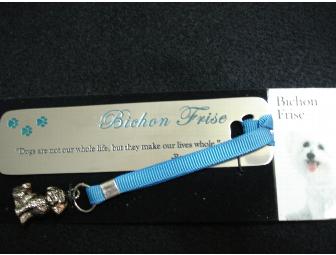 Bichon Frise
"Dogs are not our whole life, but they make our lives whole."
Bichon
Frise